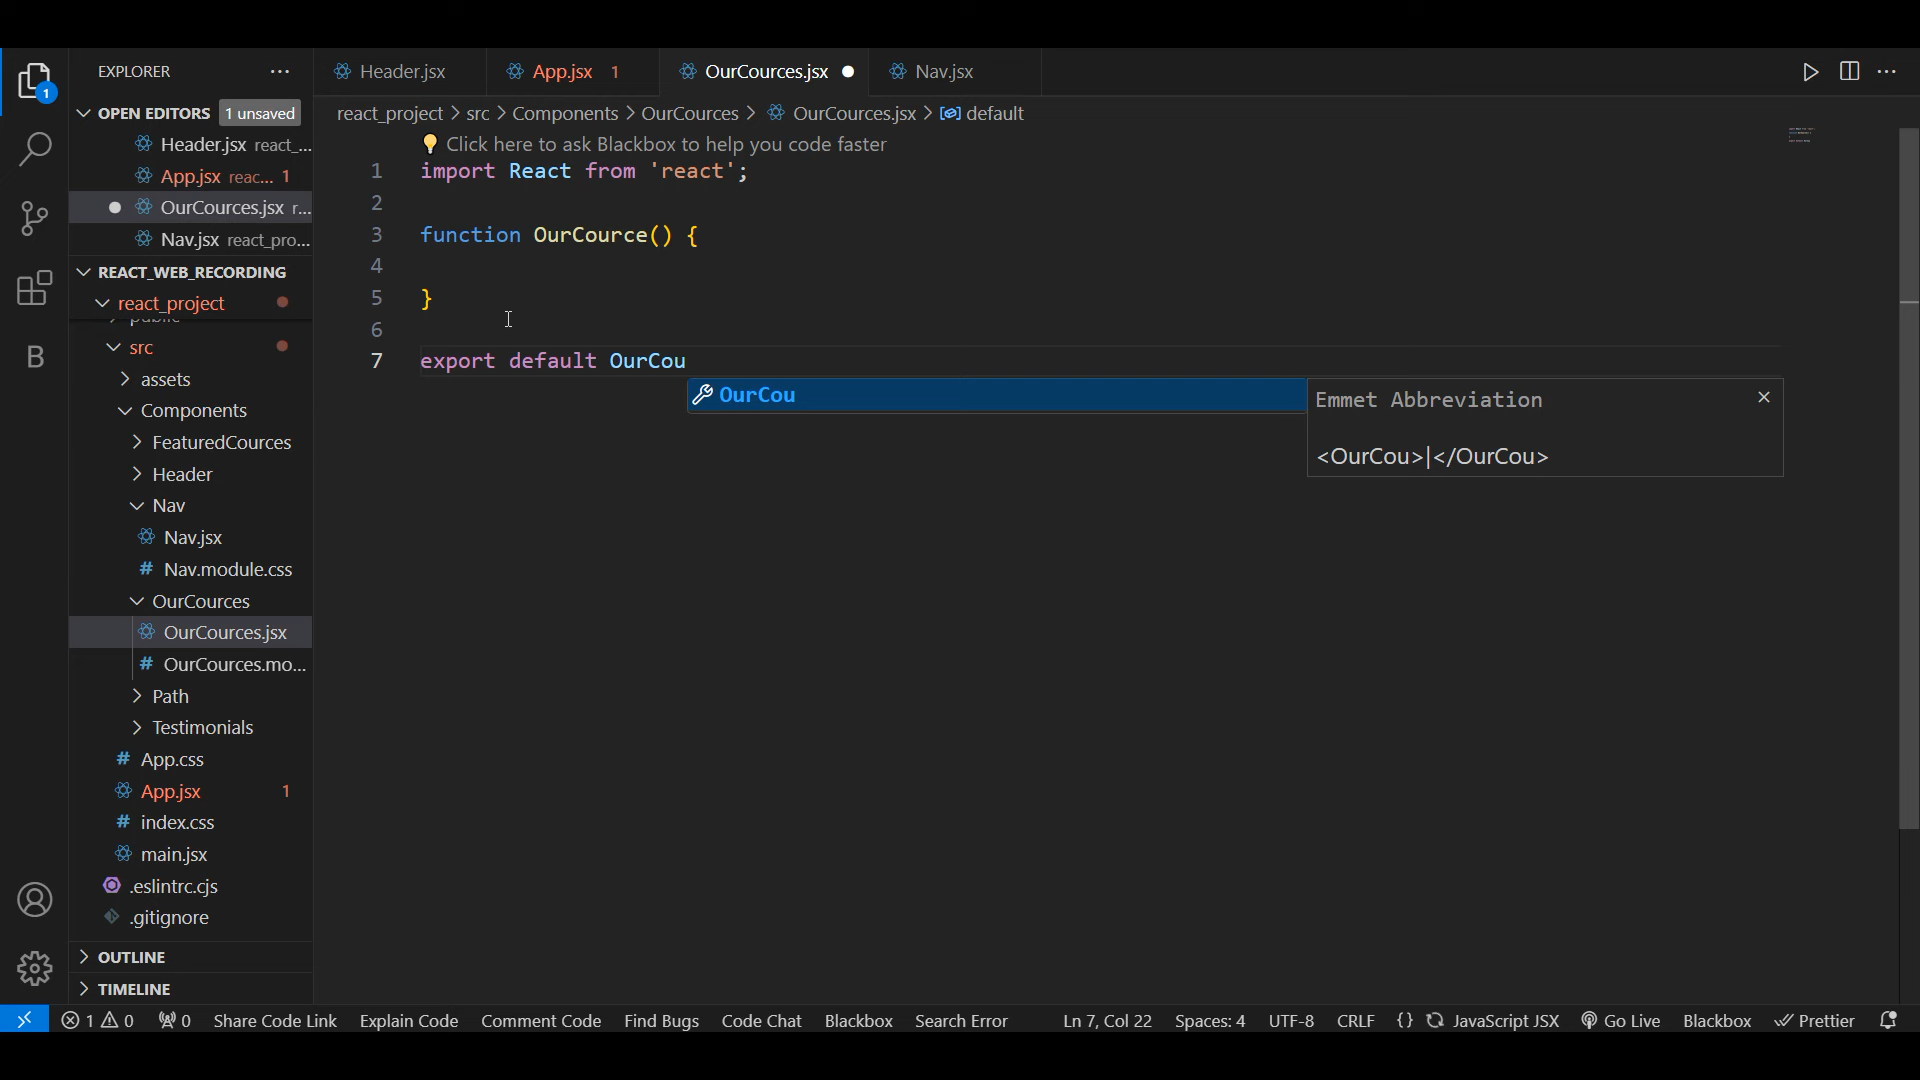 EXPLORER
Header.jsx
App.jsx 1
OurCources.jsx
Nav.jsx
OPEN EDITORS 1 unsaved
react_project > src > Components > OurCources > OurCources.jsx > default
Header.jsx react_...
Click here to ask Blackbox to help you code faster
App.jsx reac... 1
1 import React from 'react';
OurCources.jsx r...
2
Nav.jsx react_pro...
3 function OurCource() {
REACT_WEB_RECORDING
4
react_project
5 }
public
6
src
7 export default OurCou
assets
OurCou
Emmet Abbreviation
Components
FeaturedCources
<OurCou>|</OurCou>
Header
Nav
Nav.jsx
# Nav.module.css
OurCources
OurCources.jsx
# OurCources.mo...
Path
Testimonials
# App.css
App.jsx 1
# index.css
main.jsx
.eslintrc.cjs
.gitignore
OUTLINE
TIMELINE
1 0 0 Share Code Link Explain Code Comment Code Find Bugs Code Chat Blackbox Search Error Ln 7, Col 22 Spaces: 4 UTF-8 CRLF {} JavaScript JSX Go Live Blackbox Prettier
B
1